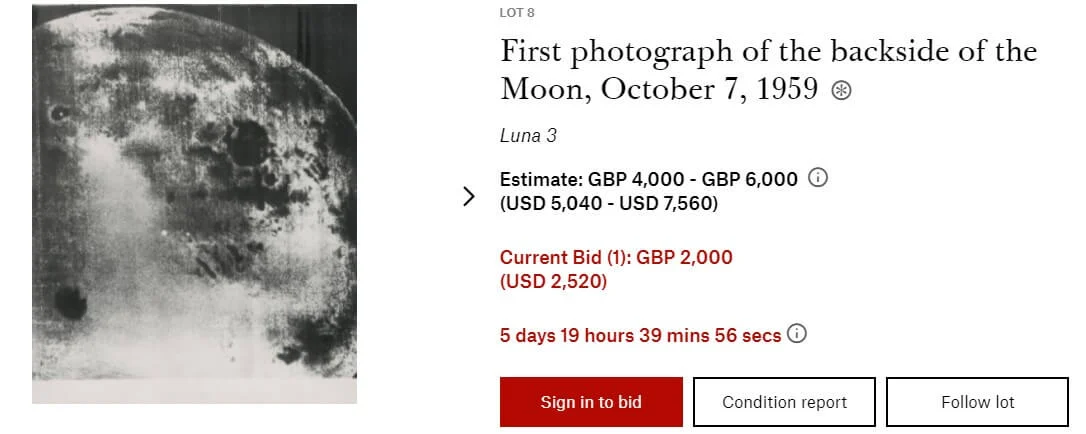 LOT 8
First photograph of the backside of the
Moon, October 7, 1959
Luna 3
Estimate: GBP 4,000 - GBP 6,000
(USD 5,040 - USD 7,560)
Current Bid (1): GBP 2,000
(USD 2,520)
5 days 19 hours 39 mins 56 secs
Sign in to bid
Condition report
Follow lot